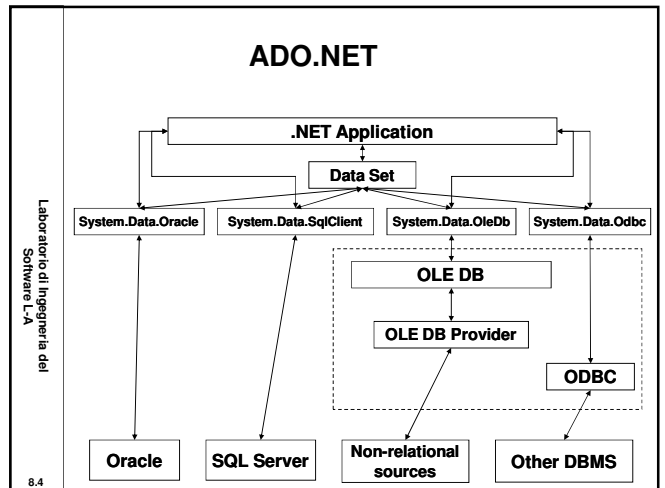 ADO.NET
.NET Application
Data Set
System.Data.Oracle
System.Data.SqlClient
System.Data.OleDb
System.Data.Odbc
OLE DB
OLE DB Provider
ODBC
Oracle
SQL Server
Non-relational
sources
Other DBMS
Laboratorio di Ingegneria del
Software L-A
8.4